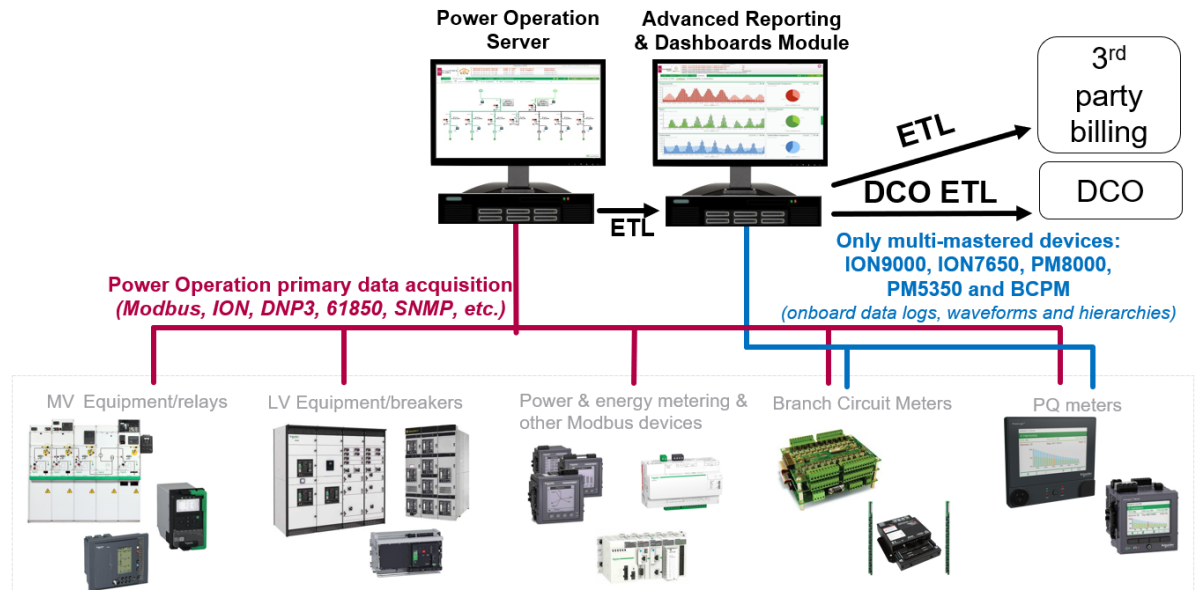 Power Operation
Server
Advanced Reporting
& Dashboards Module
3rd
party
billing
ETL
DCO ETL
DCO
ETL
Only multi-mastered devices:
ION9000, ION7650, PM8000,
PM5350 and BCPM
(onboard data logs, waveforms and hierarchies)
Power Operation primary data acquisition
(Modbus, ION, DNP3, 61850, SNMP, etc.)
MV Equipment/relays
LV Equipment/breakers
Power & energy metering &
other Modbus devices
Branch Circuit Meters
PQ meters